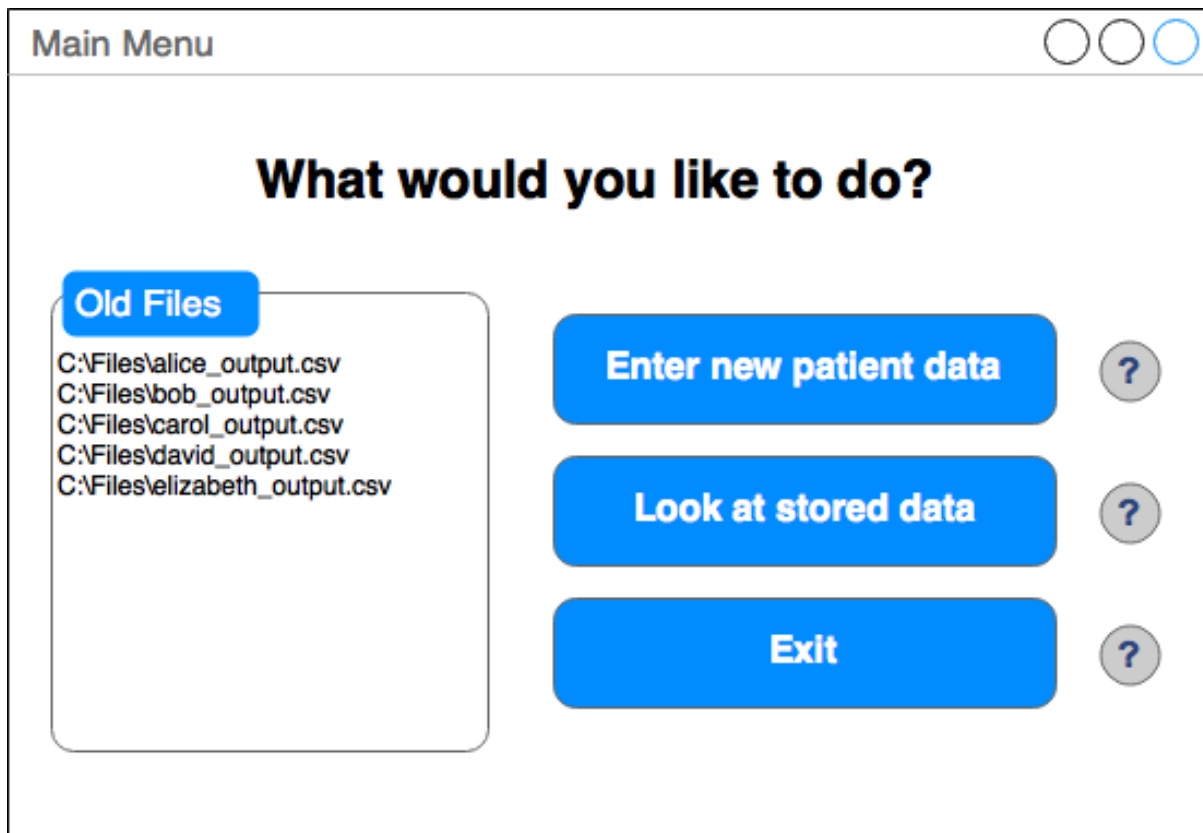 Main Menu
What would you like to do?
Old Files
C:\Files\alice_output.csv
C:\Files\bob_output.csv
C:\Files\carol_output.csv
C:\Files\david_output.csv
C:\Files\elizabeth_output.csv
Enter new patient data
?
Look at stored data
?
Exit
?